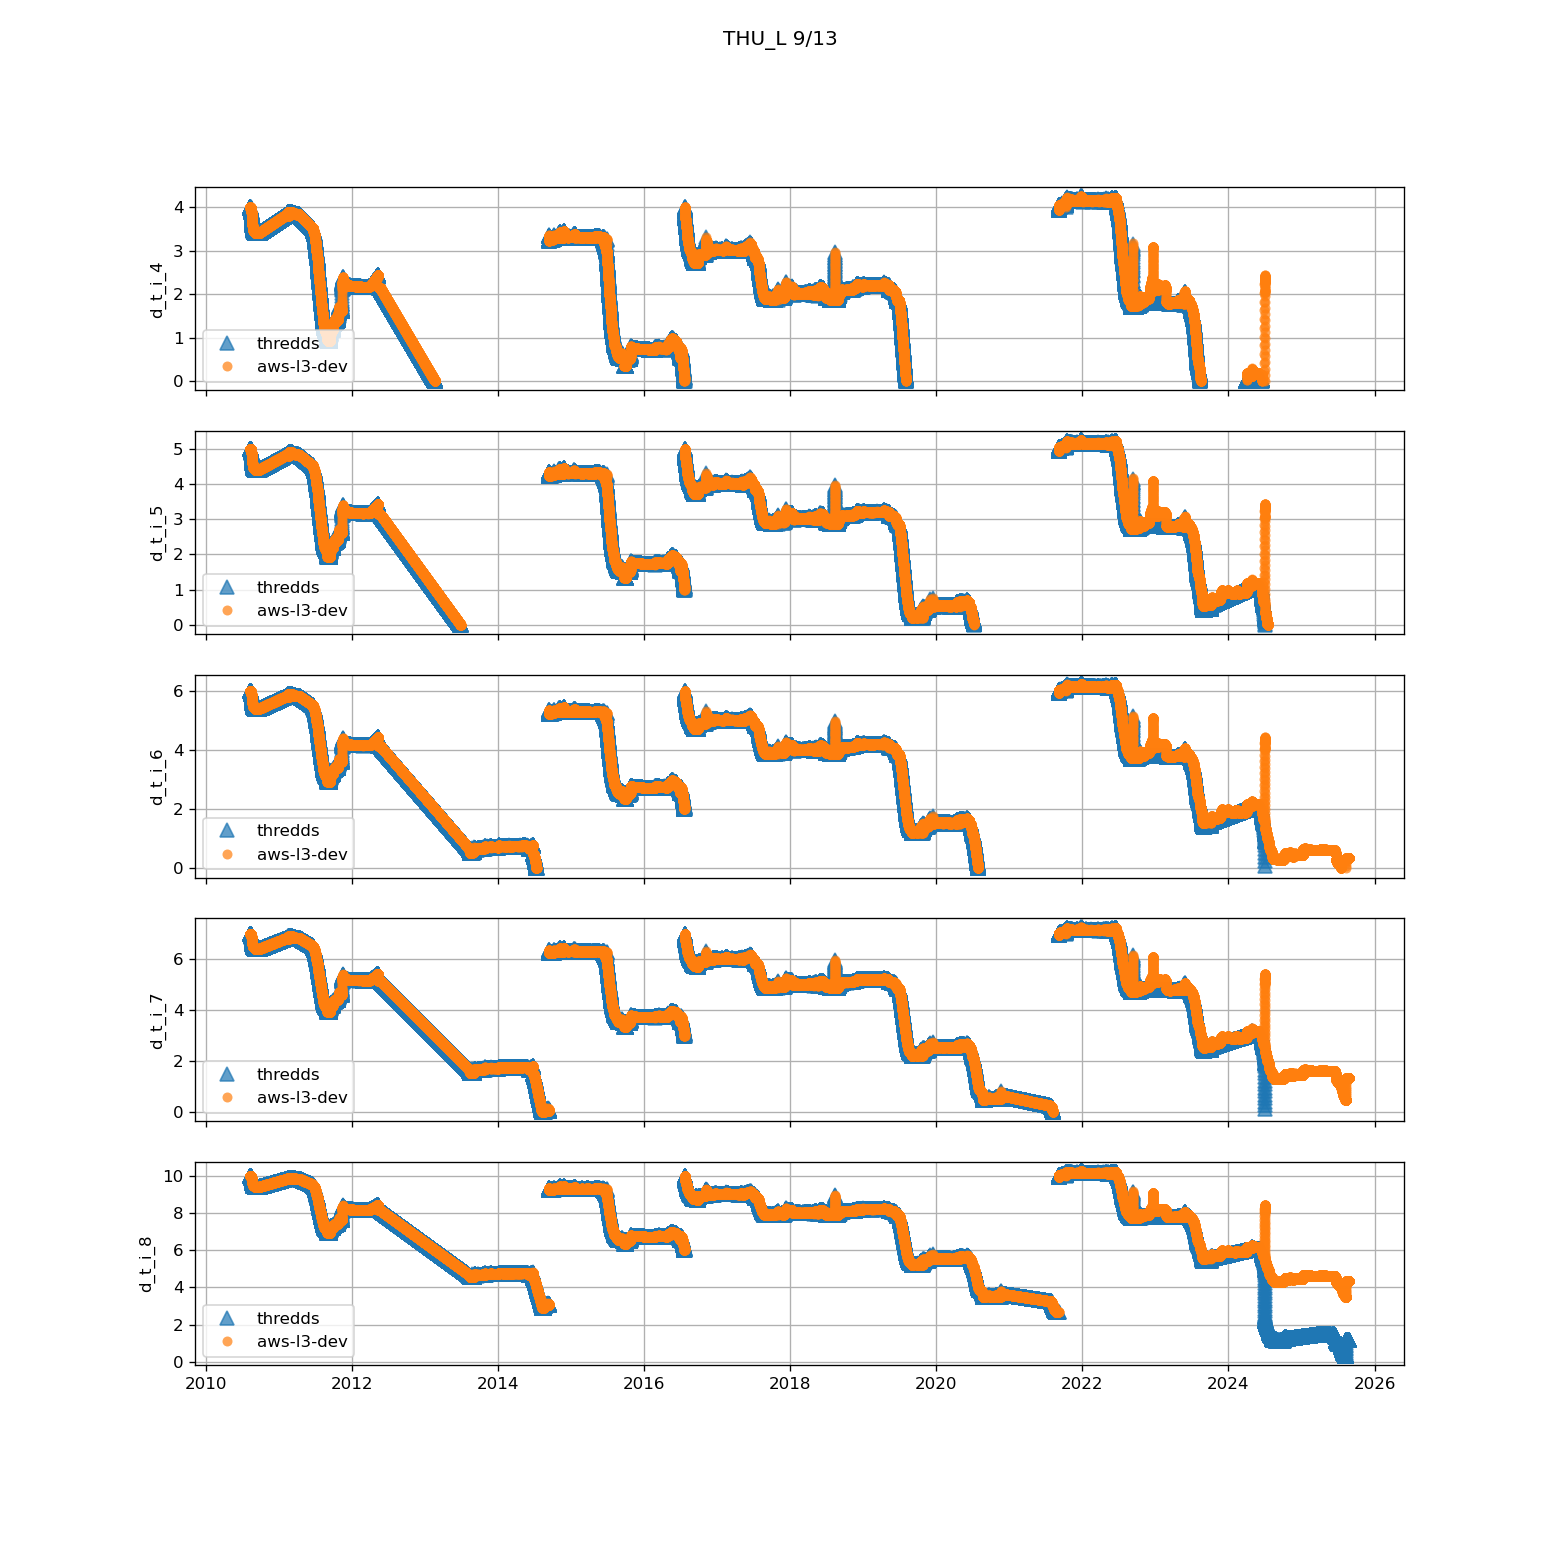 THU_L 9/13
4
3
2
1
0
d_t_i_4
thredds
aws-l3-dev
5
4
3
2
1
0
d_t_i_5
thredds
aws-l3-dev
6
4
2
0
d_t_i_6
thredds
aws-l3-dev
6
4
2
0
d_t_i_7
thredds
aws-l3-dev
10
8
6
4
2
0
d_t_i_8
thredds
aws-l3-dev
2010 2012 2014 2016 2018 2020 2022 2024 2026